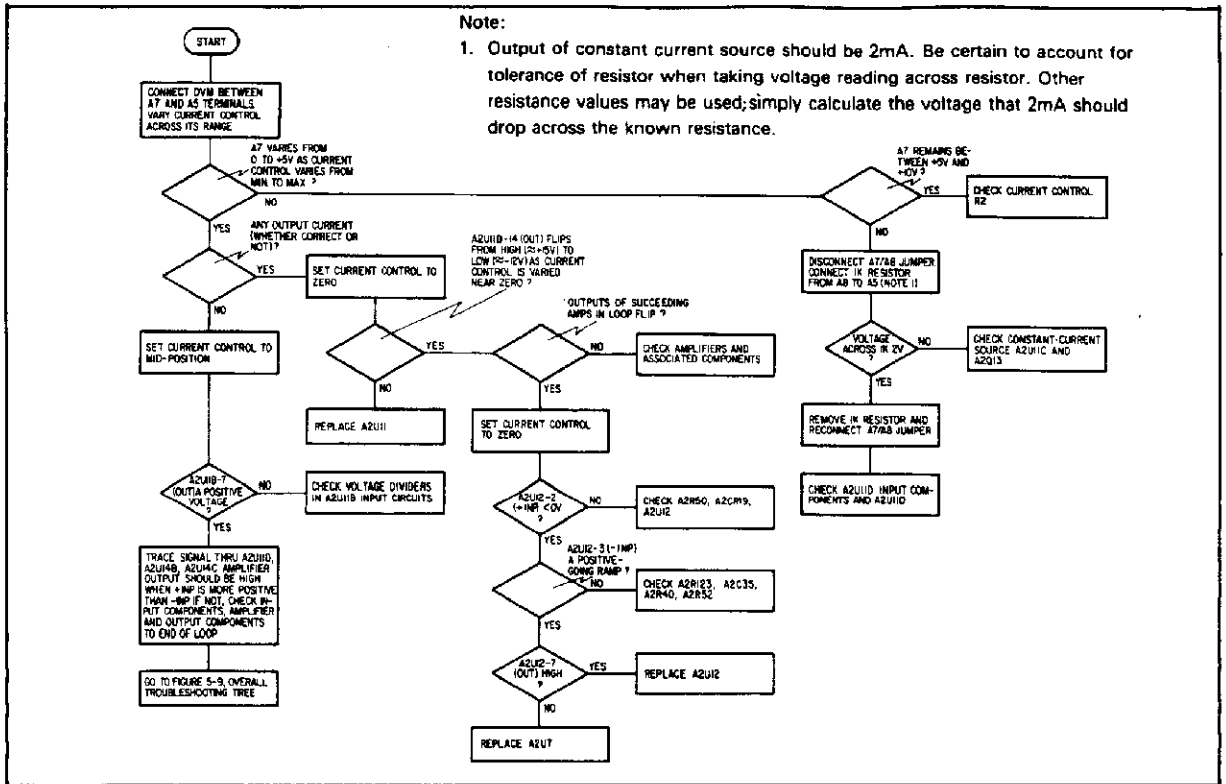 Note:
1. Output of constant current source should be 2mA. Be certain to account for
tolerance of resistor when taking voltage reading across resistor. Other
resistance values may be used; simply calculate the voltage that 2mA should
drop across the known resistance.
START
CONNECT DVM BETWEEN
A7 AND A5 TERMINALS
VARY CURRENT CONTROL
ACROSS ITS RANGE
A7 VARIES FROM
0 TO +5V AS CURRENT
CONTROL VARIES FROM
MIN TO MAX ?
NO
YES
A7 REMAINS BE-
TWEEN +5V AND
?
YES
CHECK CURRENT CONTROL
R2
NO
DISCONNECT A7/A8 JUMPER
CONNECT 1K RESISTOR
FROM A8 TO A5 (NOTE 1)
VOLTAGE
ACROSS 1K 2V
?
NO
CHECK CONSTANT-CURRENT
SOURCE A2U11C AND
A2Q13
YES
REMOVE 1K RESISTOR AND
RECONNECT A7/A8 JUMPER
CHECK A2U11D INPUT COM-
PONENTS AND A2U11D
ANY OUTPUT CURRENT
(WHETHER CORRECT OR
NOT)?
YES
SET CURRENT CONTROL TO
ZERO
NO
SET CURRENT CONTROL TO
MID-POSITION
A2U11D-14 (OUT) FLIPS
FROM HIGH (≈+15V) TO
LOW (≈-12V) AS CURRENT
CONTROL IS VARIED
NEAR ZERO ?
YES
NO
REPLACE A2U11
OUTPUTS OF SUCCEEDING
AMPS IN LOOP FLIP ?
NO
CHECK AMPLIFIERS AND
ASSOCIATED COMPONENTS
YES
SET CURRENT CONTROL
TO ZERO
A2U11B-7
(OUT) A POSITIVE
VOLTAGE
?
NO
CHECK VOLTAGE DIVIDERS
IN A2U11B INPUT CIRCUITS
YES
TRACE SIGNAL THRU A2U11D,
A2U14B, A2U14C AMPLIFIER
OUTPUT SHOULD BE HIGH
WHEN +INP IS MORE POSITIVE
THAN -INP IF NOT, CHECK IN-
PUT COMPONENTS, AMPLIFIER
AND OUTPUT COMPONENTS
TO END OF LOOP
GO TO FIGURE 5-9, OVERALL
TROUBLESHOOTING TREE
A2U12-2
(+INP) <0V
?
NO
CHECK A2R50, A2CR19,
A2U12
YES
A2U12-3 (-INP)
A POSITIVE-
GOING RAMP ?
NO
CHECK A2R123, A2C35,
A2R40, A2R52
YES
A2U12-7
(OUT) HIGH
?
YES
REPLACE A2U12
NO
REPLACE A2U7